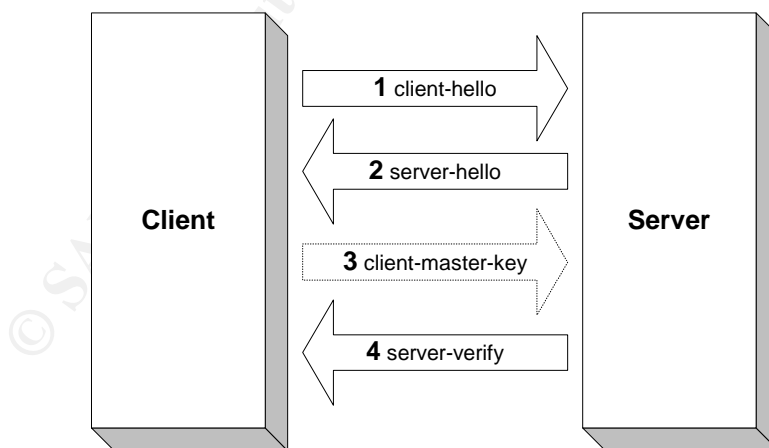 1 client-hello
2 server-hello
Client
Server
3 client-master-key
4 server-verify